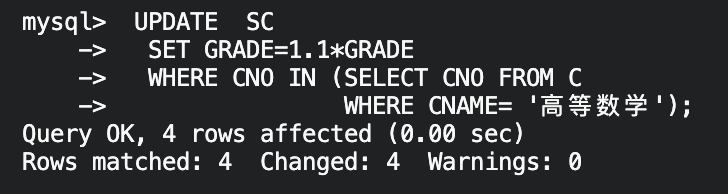 mysql>  UPDATE  SC
    ->   SET GRADE=1.1*GRADE
    ->   WHERE CNO IN (SELECT CNO FROM C
    ->                 WHERE CNAME= '高等数学');
Query OK, 4 rows affected (0.00 sec)
Rows matched: 4  Changed: 4  Warnings: 0